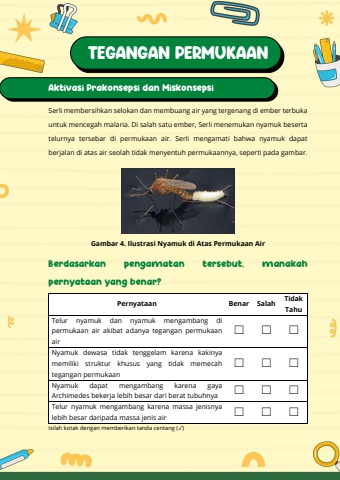 TEGANGAN PERMUKAAN
Aktivasi Prakonsepsi dan Miskonsepsi
Serli membersihkan selokan dan membuang air yang tergenang di ember terbuka
untuk mencegah malaria. Di salah satu ember, Serli menemukan nyamuk beserta
telurnya tersebar di permukaan air. Serli mengamati bahwa nyamuk dapat
berjalan di atas air seolah tidak menyentuh permukaannya, seperti pada gambar.
Gambar 4. Ilustrasi Nyamuk di Atas Permukaan Air
Berdasarkan pengamatan tersebut, manakah
pernyataan yang benar?
Pernyataan Benar Salah Tidak
Tahu
Telur nyamuk dan nyamuk mengambang di
permukaan air akibat adanya tegangan permukaan
air
Nyamuk dewasa tidak tenggelam karena kakinya
memiliki struktur khusus yang tidak memecah
tegangan permukaan
Nyamuk dapat mengambang karena gaya
Archimedes bekerja lebih besar dari berat tubuhnya
Telur nyamuk mengambang karena massa jenisnya
lebih besar daripada massa jenis air
Isilah kotak dengan memberikan tanda centang (✓)